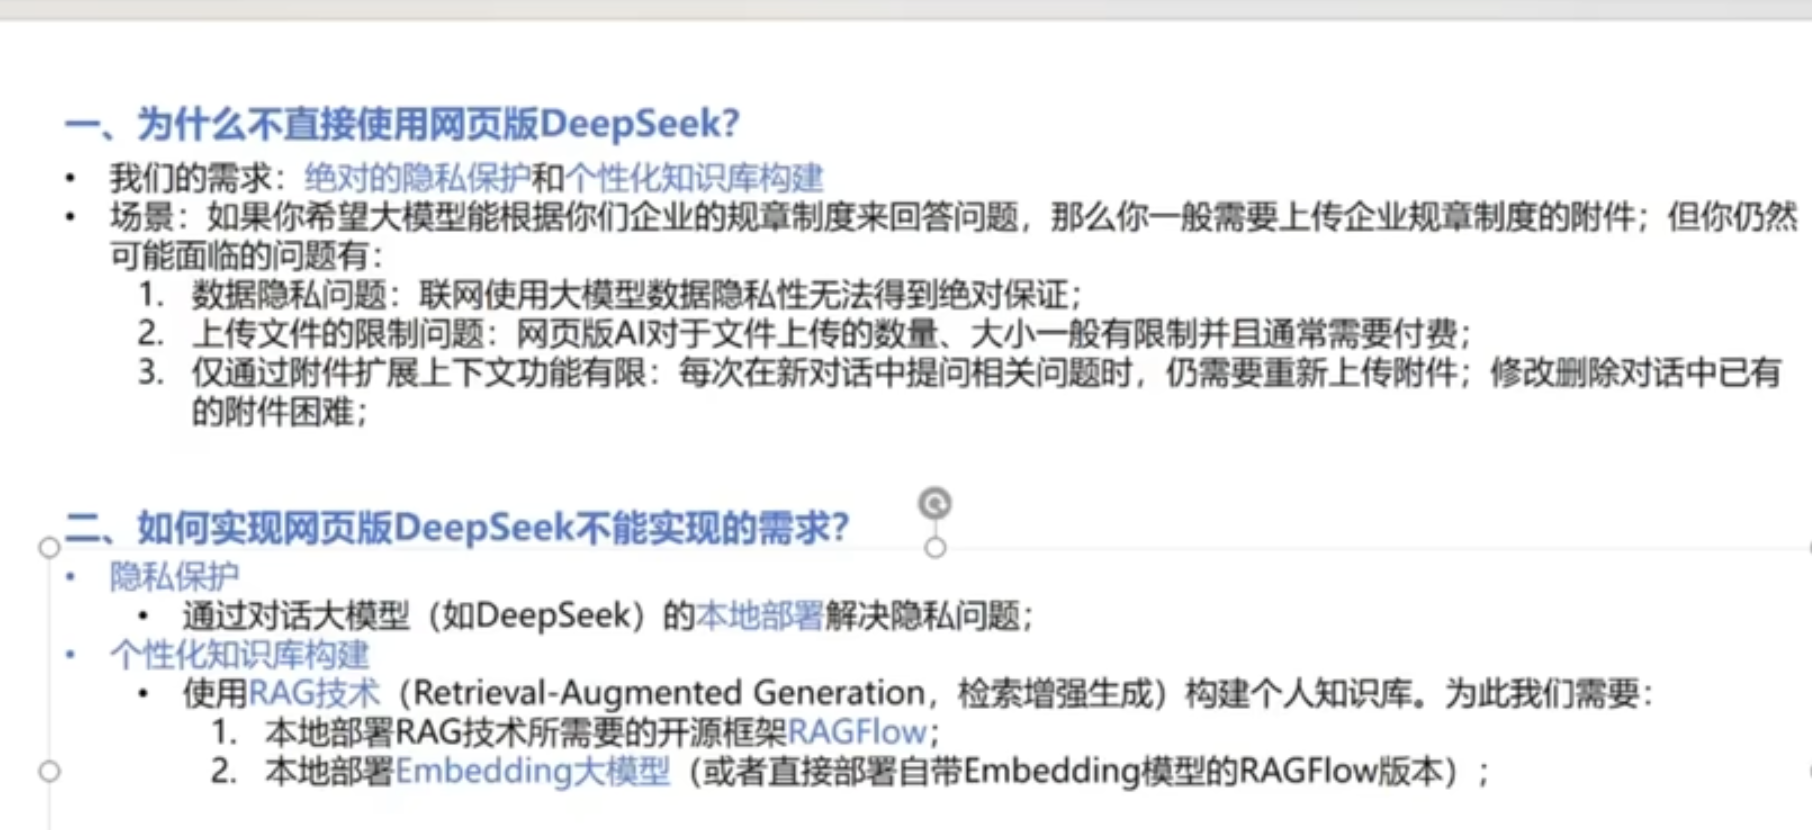 一、为什么不直接使用网页版DeepSeek?
• 我们的需求：绝对的隐私保护和个性化知识库构建
• 场景：如果你希望大模型能根据你们企业的规章制度来回答问题，那么你一般需要上传企业规章制度的附件；但你仍然
可能面临的问题有：
1. 数据隐私问题：联网使用大模型数据隐私性无法得到绝对保证；
2. 上传文件的限制问题：网页版AI对于文件上传的数量、大小一般有限制并且通常需要付费；
3. 仅通过附件扩展上下文功能有限：每次在新对话中提问相关问题时，仍需要重新上传附件；修改删除对话中已有
的附件困难；
二、如何实现网页版DeepSeek不能实现的需求?
• 隐私保护
• 通过对话大模型（如DeepSeek）的本地部署解决隐私问题；
• 个性化知识库构建
• 使用RAG技术（Retrieval-Augmented Generation，检索增强生成）构建个人知识库。为此我们需要：
1. 本地部署RAG技术所需要的开源框架RAGFlow；
2. 本地部署Embedding大模型（或者直接部署自带Embedding模型的RAGFlow版本）；